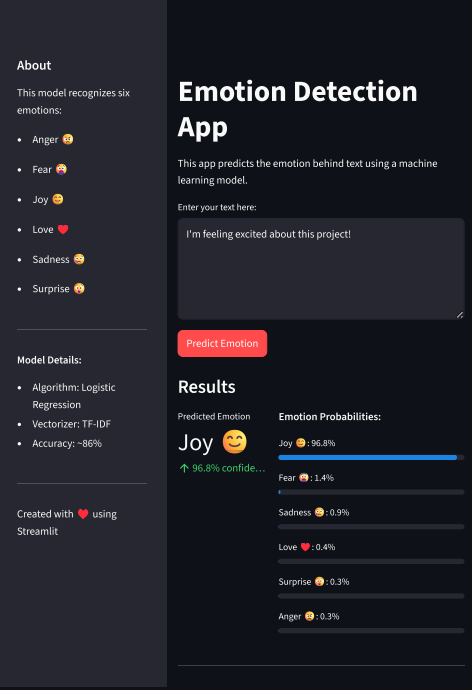 About
This model recognizes six
emotions:
• Anger 😨
• Fear 😱
• Joy 😊
• Love ❤️
• Sadness 😢
• Surprise 😲
Model Details:
• Algorithm: Logistic
Regression
• Vectorizer: TF-IDF
• Accuracy: ~86%
Created with ❤️ using
Streamlit
Emotion Detection
App
This app predicts the emotion behind text using a machine
learning model.
Enter your text here:
I'm feeling excited about this project!
Predict Emotion
Results
Predicted Emotion
Joy 😊
↑ 96.8% confide...
Emotion Probabilities:
Joy 😊: 96.8%
Fear 😱: 1.4%
Sadness 😢: 0.9%
Love ❤️: 0.4%
Surprise 😲: 0.3%
Anger 😨: 0.3%